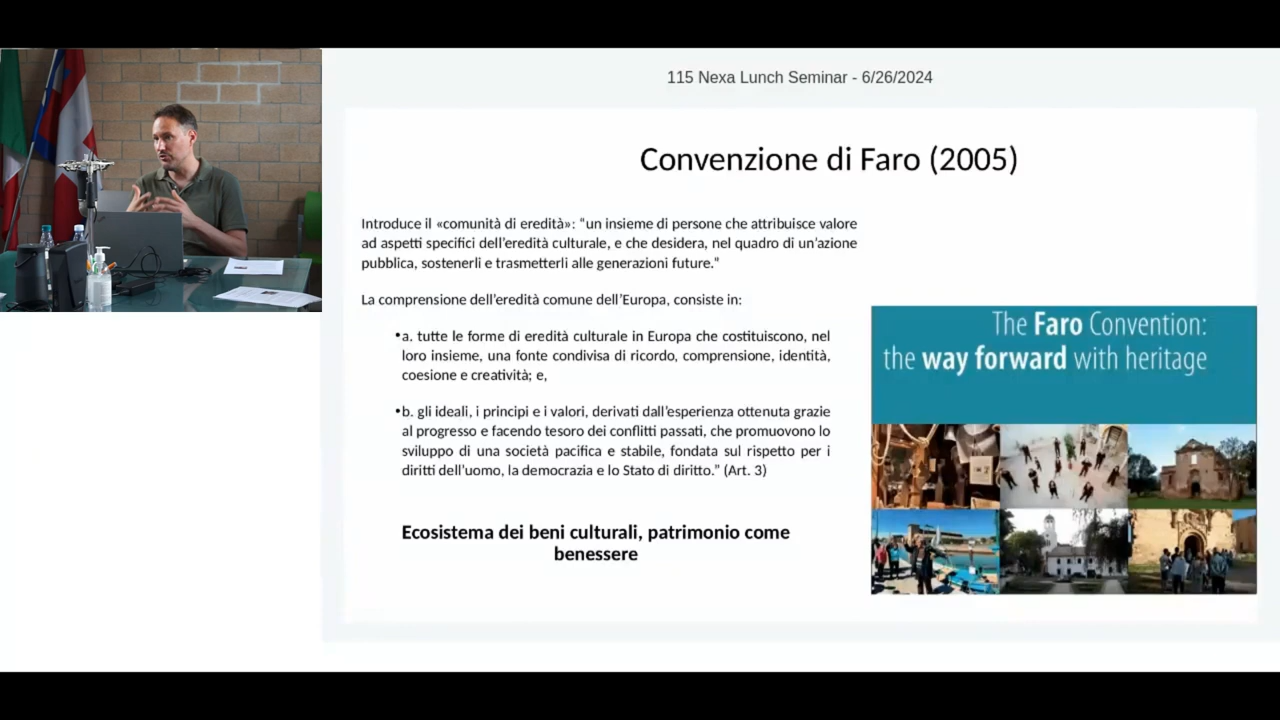 115 Nexa Lunch Seminar - 6/26/2024
Convenzione di Faro (2005)
Introduce il «comunità di eredità»: “un insieme di persone che attribuisce valore
ad aspetti specifici dell’eredità culturale, e che desidera, nel quadro di un’azione
pubblica, sostenerli e trasmetterli alle generazioni future.”
La comprensione dell’eredità comune dell’Europa, consiste in:
•a. tutte le forme di eredità culturale in Europa che costituiscono, nel
loro insieme, una fonte condivisa di ricordo, comprensione, identità,
coesione e creatività; e,
•b. gli ideali, i principi e i valori, derivati dall’esperienza ottenuta grazie
al progresso e facendo tesoro dei conflitti passati, che promuovono lo
sviluppo di una società pacifica e stabile, fondata sul rispetto per i
diritti dell’uomo, la democrazia e lo Stato di diritto.” (Art. 3)
Ecosistema dei beni culturali, patrimonio come
benessere
The Faro Convention:
the way forward with heritage